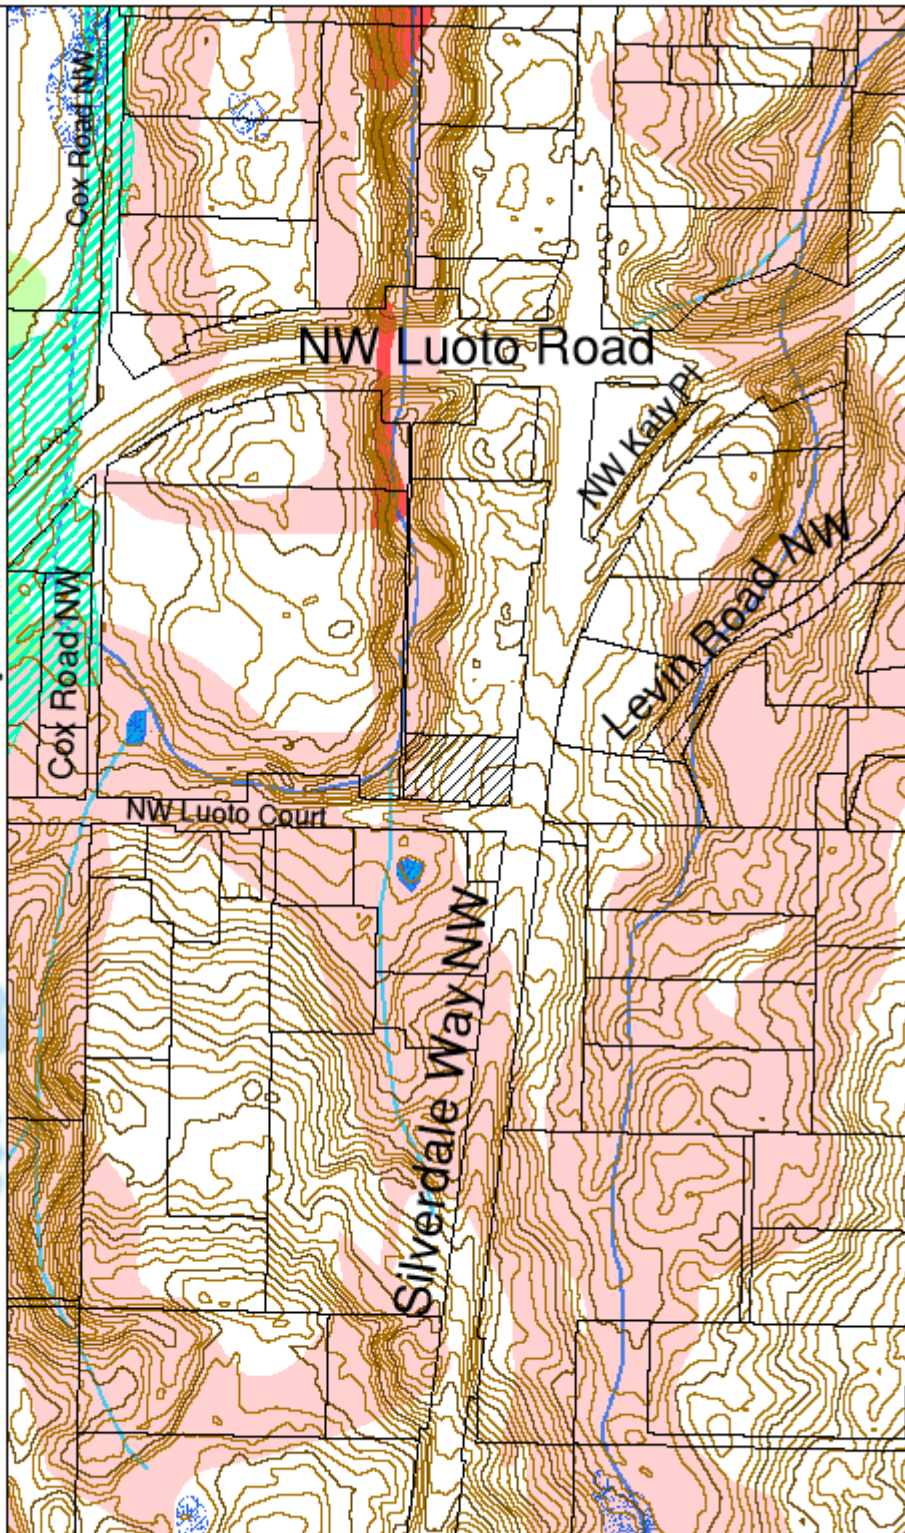 Cox Road NW
NW Luoto Road
NW Katy Pl
Levin Road NW
Cox Road NW
NW Luoto Court
Silverdale Way NW